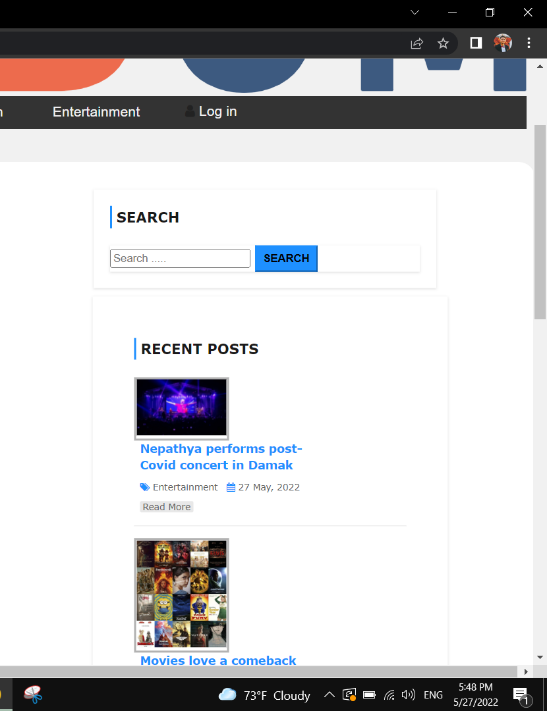 Entertainment
Log in
SEARCH
Search .....
SEARCH
RECENT POSTS
Nepathya performs post-
Covid concert in Damak
Entertainment
27 May, 2022
Read More
Movies love a comeback
73°F Cloudy
ENG
5:48 PM
5/27/2022
1